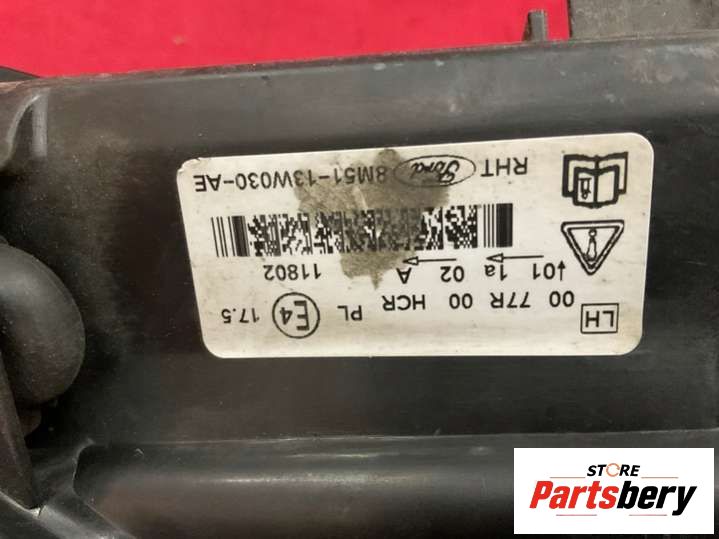 LH
00 77R 00 HCR PL E4 17.5
↓01 1a 02 A
11802
RHT Ford 8M51-13W030-AE
STORE
Partsbery